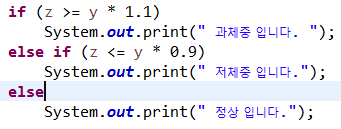 if (z >= y * 1.1)
System.out.print(" 과체중 입니다. ");
else if (z <= y * 0.9)
System.out.print(" 저체중 입니다.");
else
System.out.print(" 정상 입니다.");